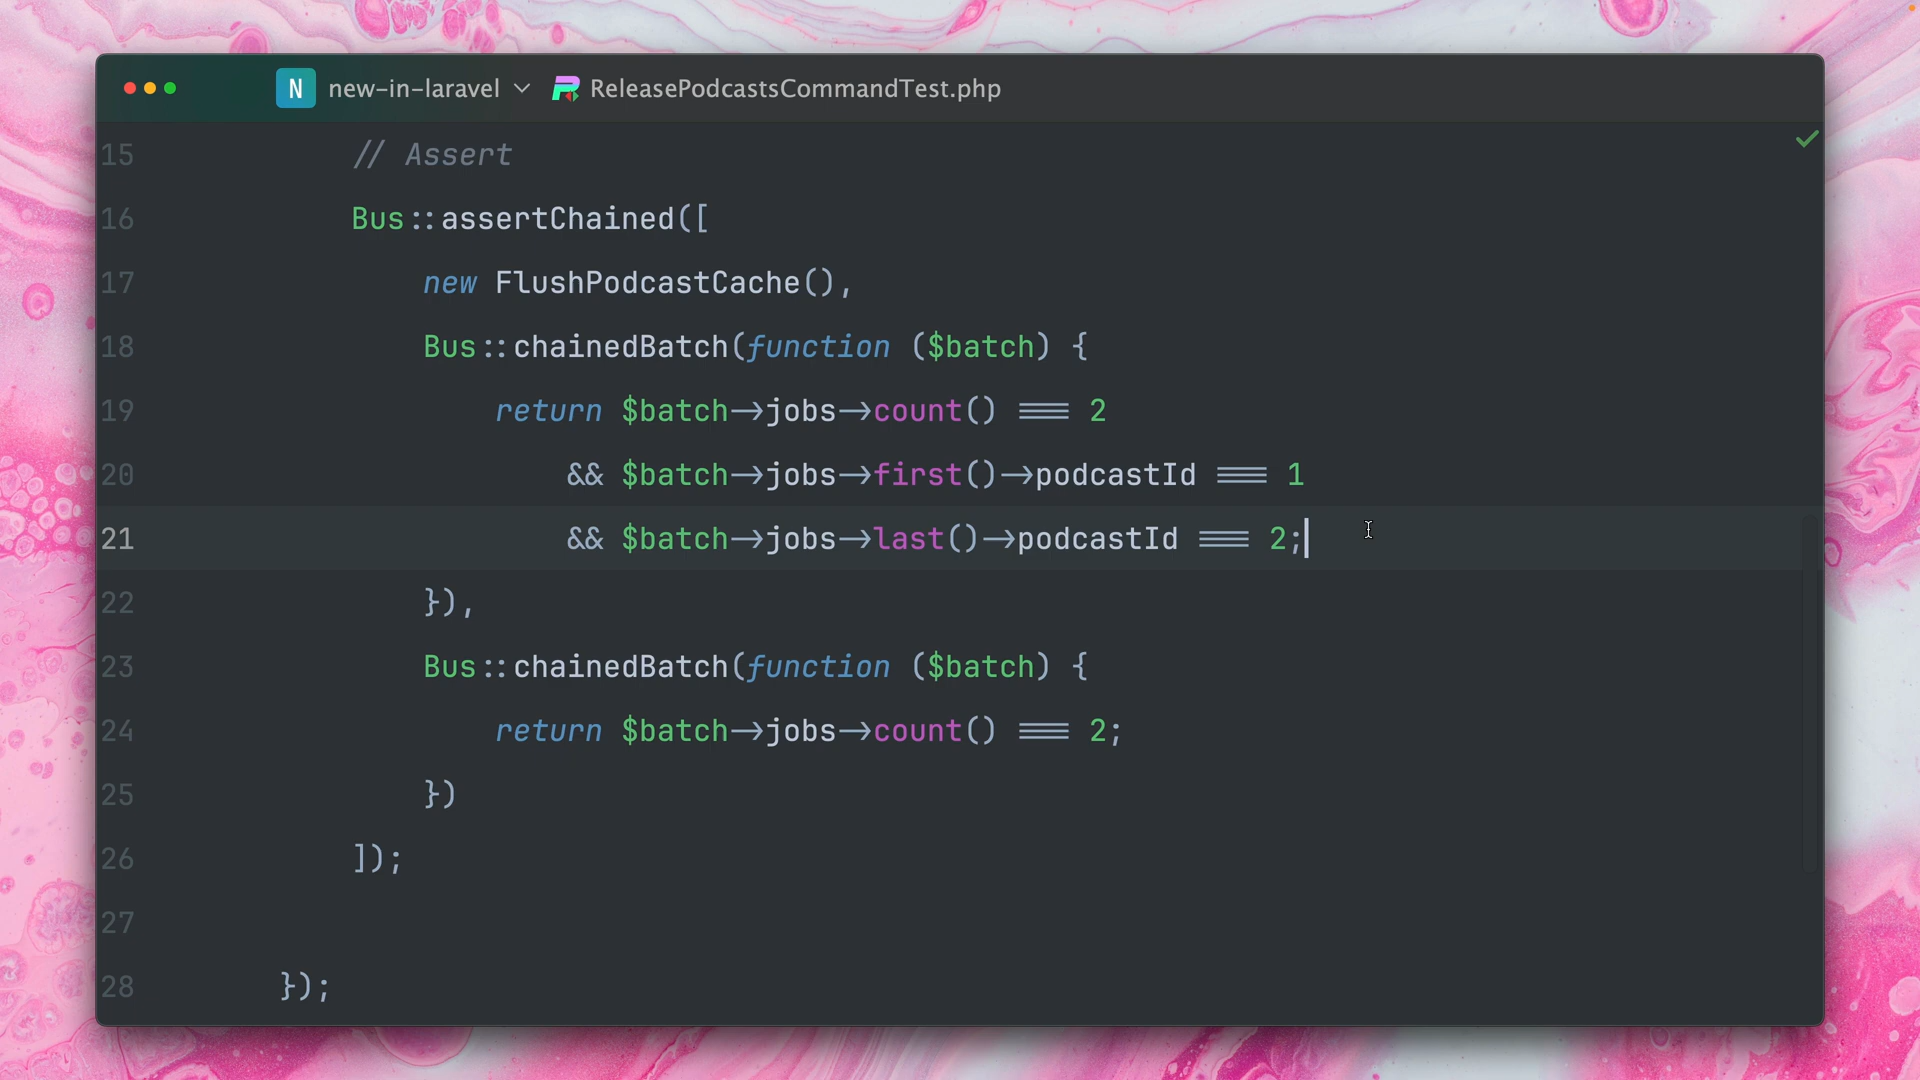 N new-in-laravel ReleasePodcastsCommandTest.php
15 // Assert
16 Bus::assertChained([
17 new FlushPodcastCache(),
18 Bus::chainedBatch(function ($batch) {
19 return $batch->jobs->count() === 2
20 && $batch->jobs->first()->podcastId === 1
21 && $batch->jobs->last()->podcastId === 2;
22 }),
23 Bus::chainedBatch(function ($batch) {
24 return $batch->jobs->count() === 2;
25 })
26 ]);
27
28 });